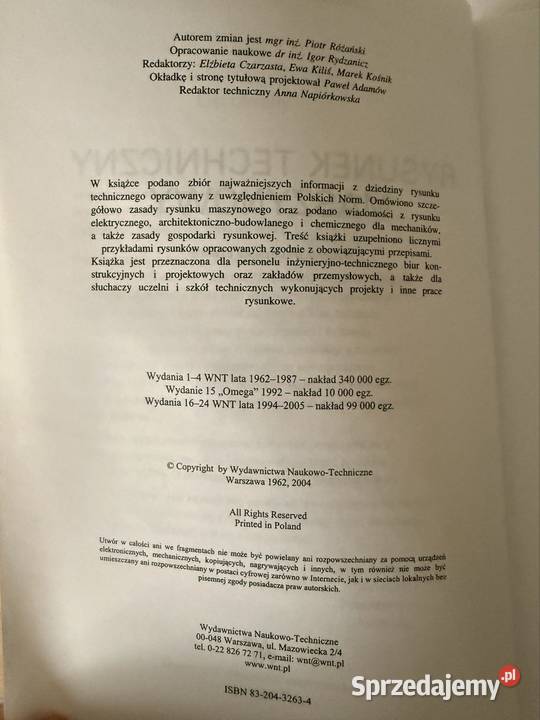 Autorem zmian jest mgr inż. Piotr Różański
Opracowanie naukowe dr inż. Igor Rydzanicz
Redaktorzy: Elżbieta Czarzasta, Ewa Kiliś, Marek Kośnik
Okładkę i stronę tytułową projektował Paweł Adamów
Redaktor techniczny Anna Napiórkowska
RYSUNEK TECHNICZNY
W książce podano zbiór najważniejszych informacji z dziedziny rysunku
technicznego opracowany z uwzględnieniem Polskich Norm. Omówiono szcze-
gółowo zasady rysunku maszynowego oraz podano wiadomości z rysunku
elektrycznego, architektoniczno-budowlanego i chemicznego dla mechaników,
a także zasady gospodarki rysunkowej. Treść książki uzupełniono licznymi
przykładami rysunków opracowanych zgodnie z obowiązującymi przepisami.
Książka jest przeznaczona dla personelu inżynieryjno-technicznego biur kon-
strukcyjnych i projektowych oraz zakładów przemysłowych, a także dla
słuchaczy uczelni i szkół technicznych wykonujących projekty i inne prace
rysunkowe.
Wydania 1–4 WNT lata 1962–1987 – nakład 340 000 egz.
Wydanie 15 „Omega" 1992 – nakład 10 000 egz.
Wydania 16–24 WNT lata 1994–2005 – nakład 99 000 egz.
© Copyright by Wydawnictwa Naukowo-Techniczne
Warszawa 1962, 2004
All Rights Reserved
Printed in Poland
Utwór w całości ani we fragmentach nie może być powielany ani rozpowszechniany za pomocą urządzeń
elektronicznych, mechanicznych, kopiujących, nagrywających i innych, w tym również nie może być
umieszczany ani rozpowszechniany w postaci cyfrowej zarówno w Internecie, jak i w sieciach lokalnych bez
pisemnej zgody posiadacza praw autorskich.
Wydawnictwa Naukowo-Techniczne
00-048 Warszawa, ul. Mazowiecka 2/4
tel. 0-22 826 72 71, e-mail: wnt@wnt.pl
www.wnt.pl
ISBN 83-204-3263-4
Sprzedajemy.pl